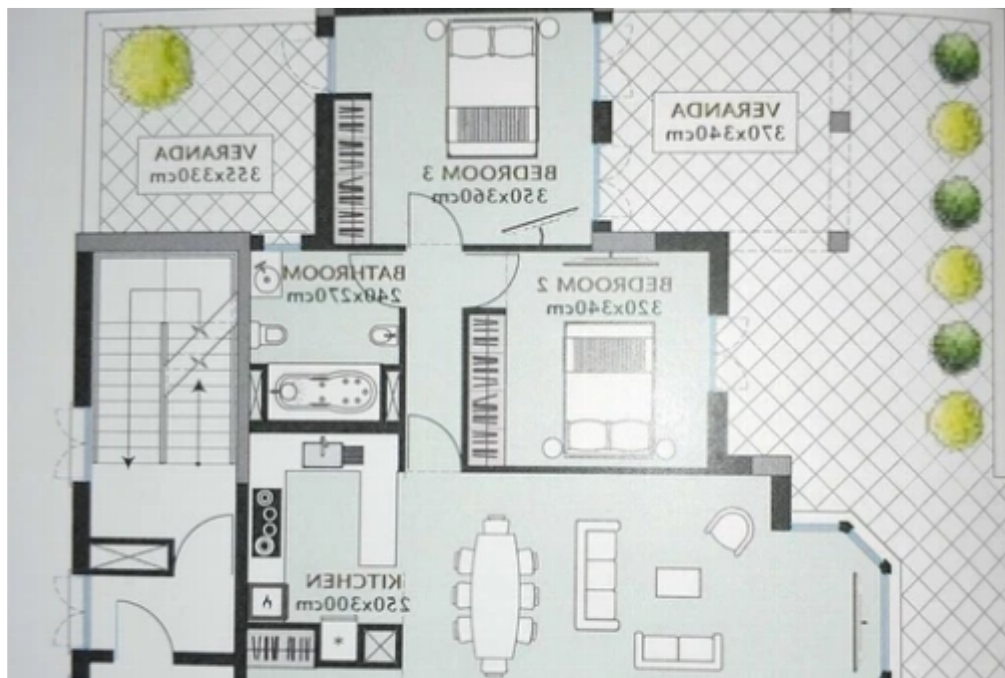 VERANDA
370x340cm
VERANDA
355x330cm
BEDROOM 3
350x360cm
BATHROOM
240x270cm
BEDROOM 2
320x340cm
KITCHEN
250x300cm